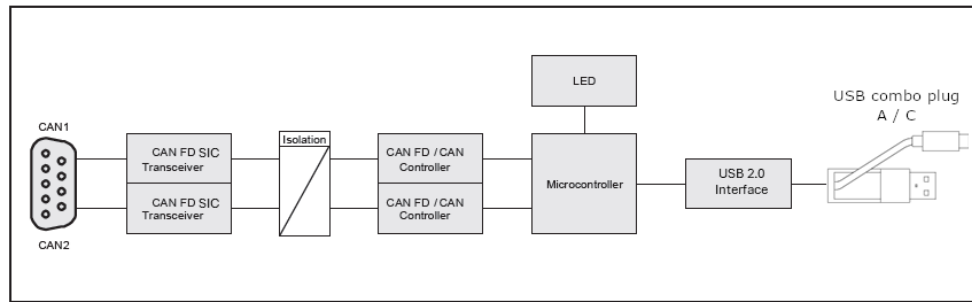 CAN1
CAN2
CAN FD SIC
Transceiver
CAN FD SIC
Transceiver
Isolation
CAN FD / CAN
Controller
CAN FD / CAN
Controller
LED
Microcontroller
USB 2.0
Interface
USB combo plug
A / C